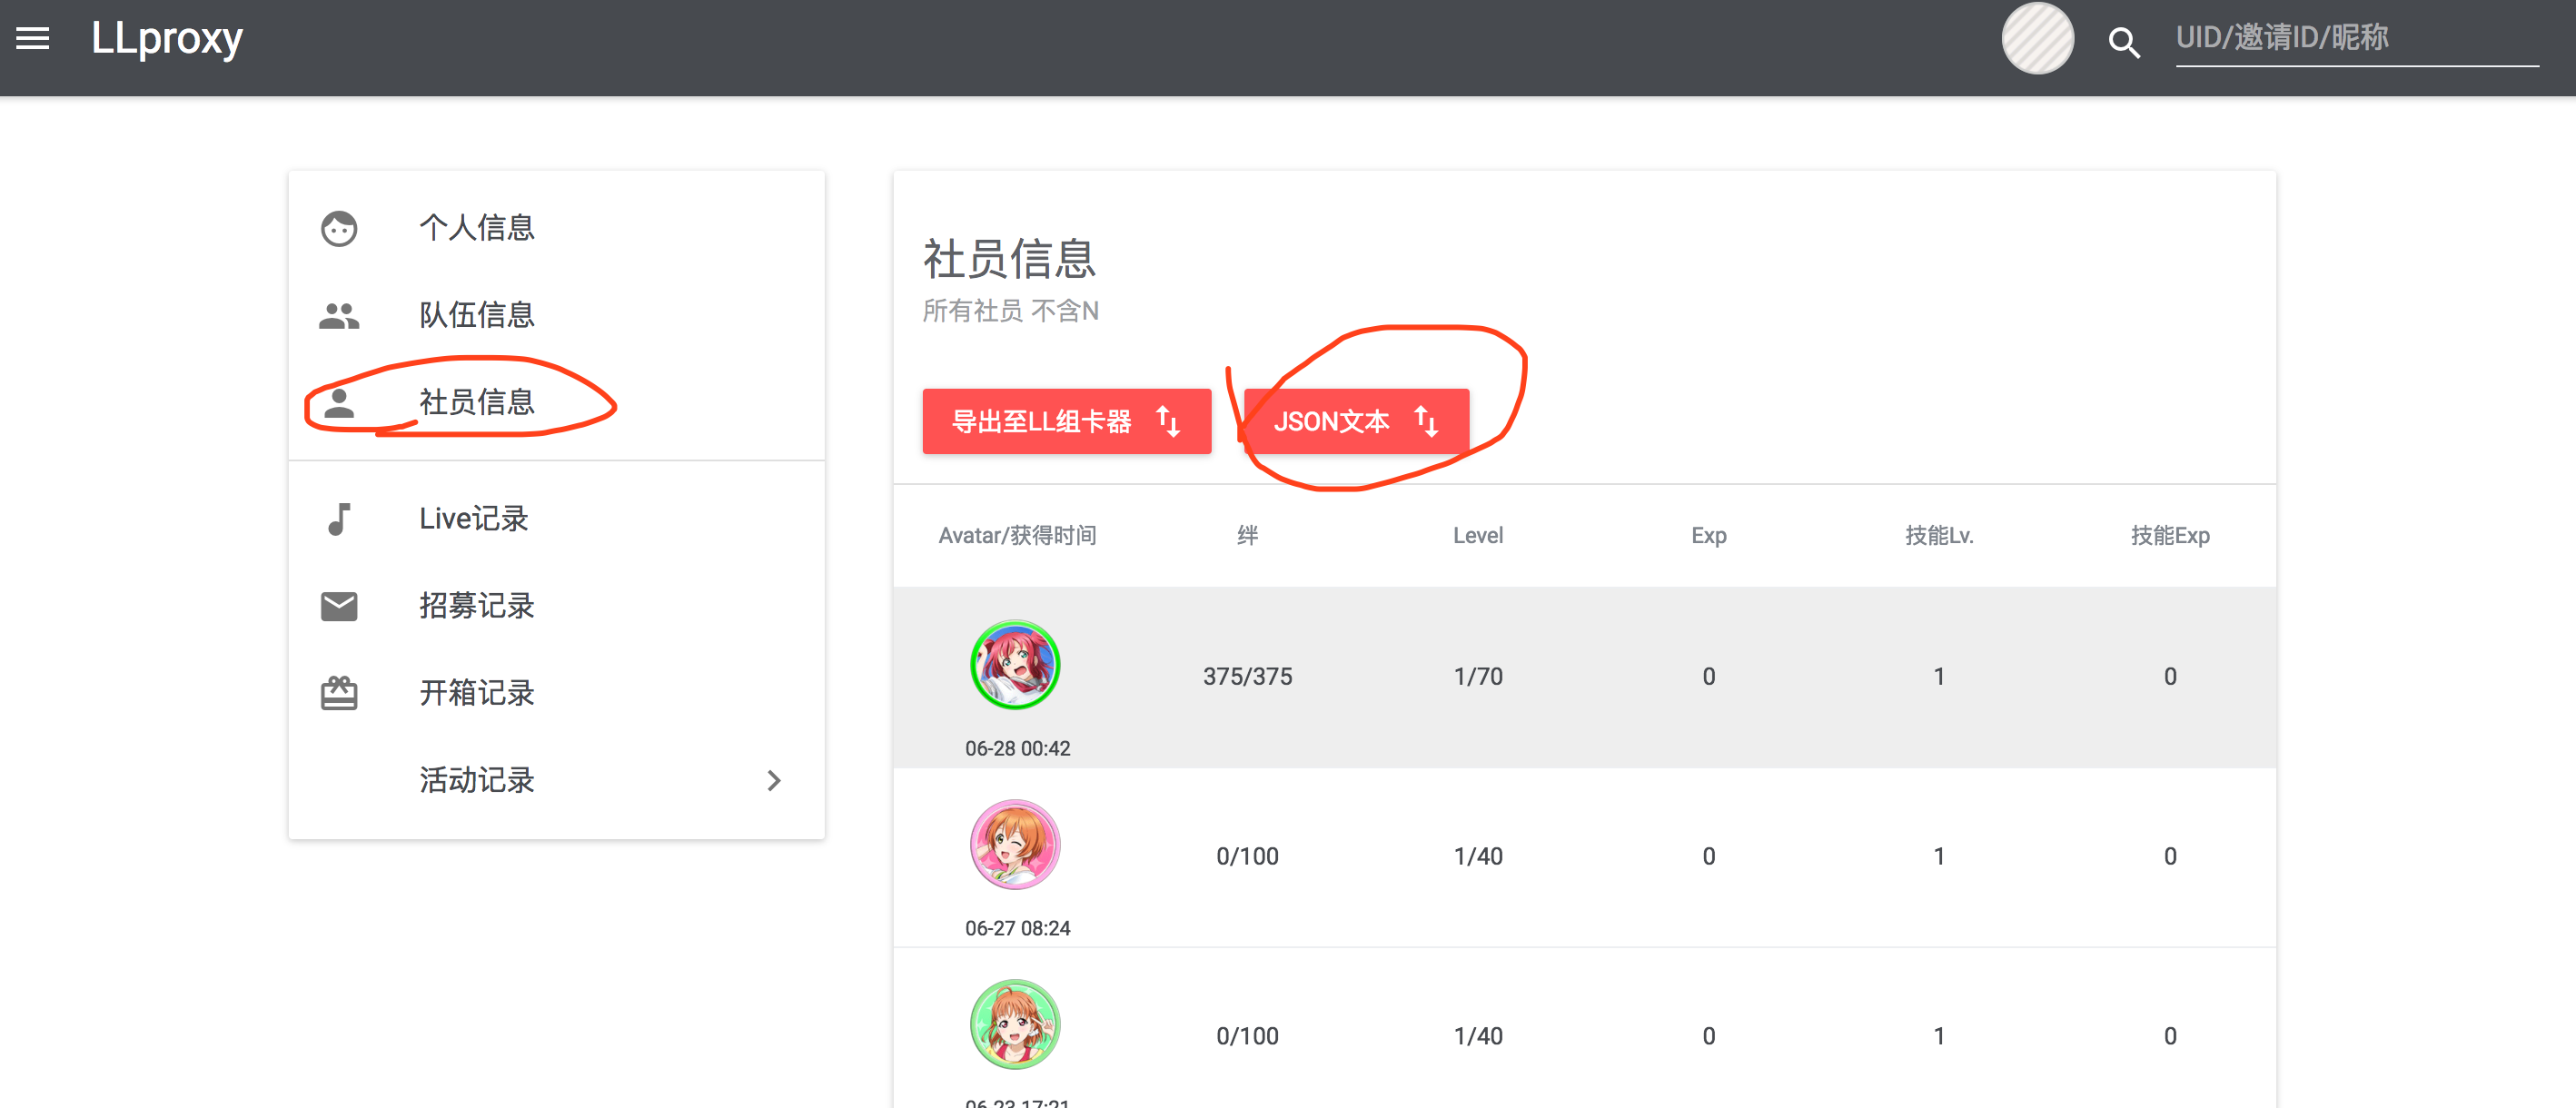 LLproxy
UID/邀请ID/昵称
个人信息
队伍信息
社员信息
Live记录
招募记录
开箱记录
活动记录
社员信息
所有社员 不含N
导出至LL组卡器
JSON文本
Avatar/获得时间 绊 Level Exp 技能Lv. 技能Exp
375/375 1/70 0 1 0
06-28 00:42
0/100 1/40 0 1 0
06-27 08:24
0/100 1/40 0 1 0
06-23 17:21